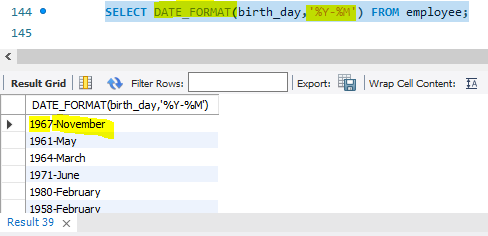 144 SELECT DATE_FORMAT(birth_day,'%Y-%M') FROM employee;
145
Result Grid Filter Rows: Export: Wrap Cell Content: IA
DATE_FORMAT(birth_day,'%Y-%M')
1967-November
1961-May
1964-March
1971-June
1980-February
1958-February
Result 39 ×